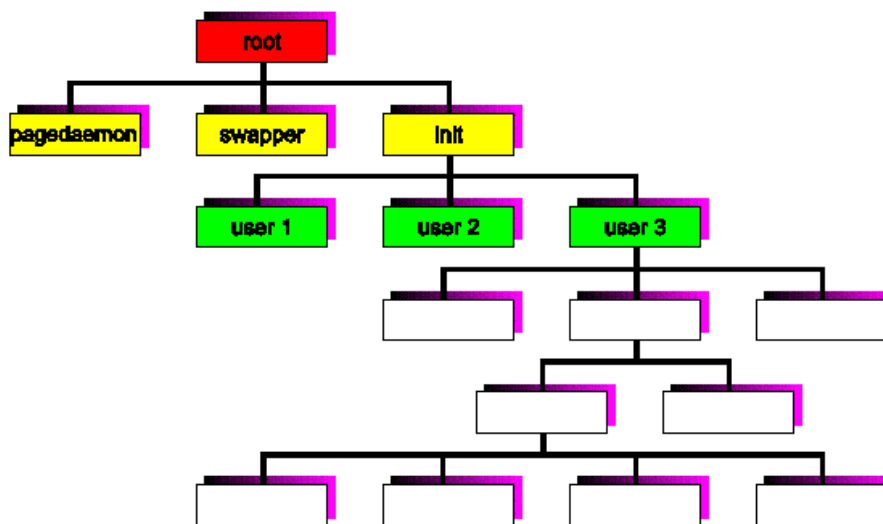 root
pagedaemon
swapper
init
user 1
user 2
user 3